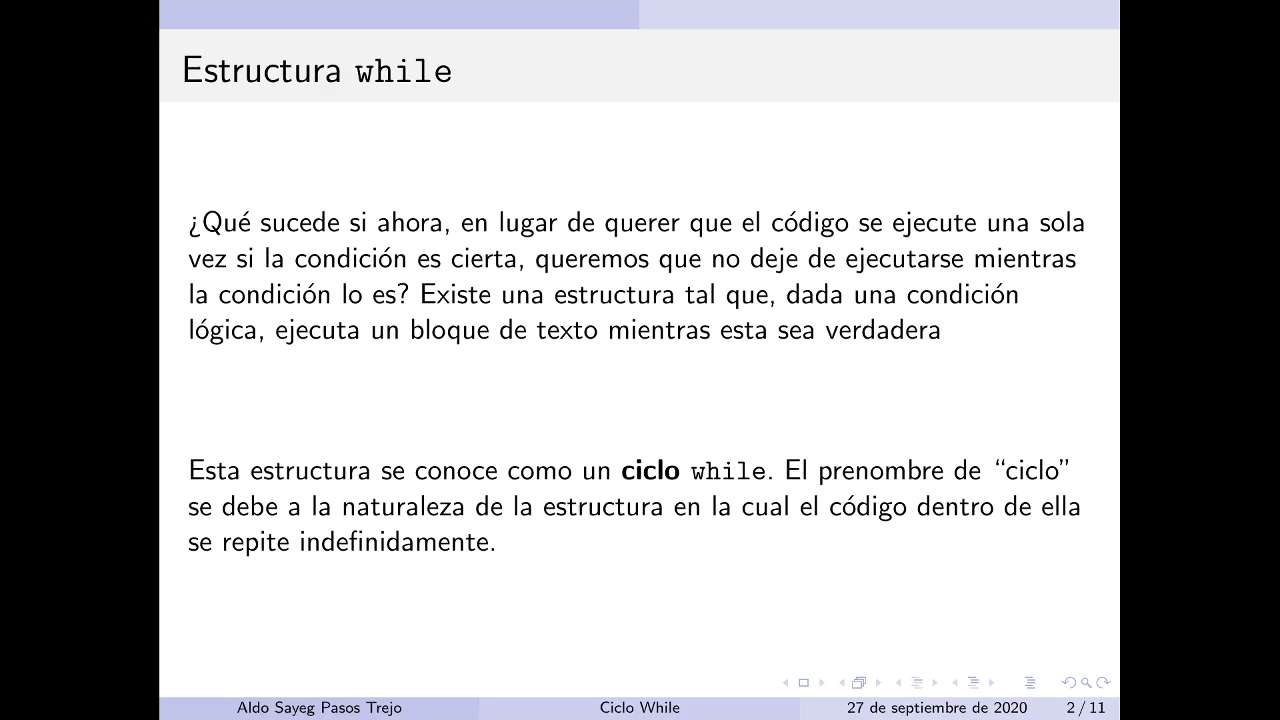 Estructura while
¿Qué sucede si ahora, en lugar de querer que el código se ejecute una sola
vez si la condición es cierta, queremos que no deje de ejecutarse mientras
la condición lo es? Existe una estructura tal que, dada una condición
lógica, ejecuta un bloque de texto mientras esta sea verdadera
Esta estructura se conoce como un ciclo while. El prenombre de “ciclo”
se debe a la naturaleza de la estructura en la cual el código dentro de ella
se repite indefinidamente.
Aldo Sayeg Pasos Trejo Ciclo While 27 de septiembre de 2020 2 / 11